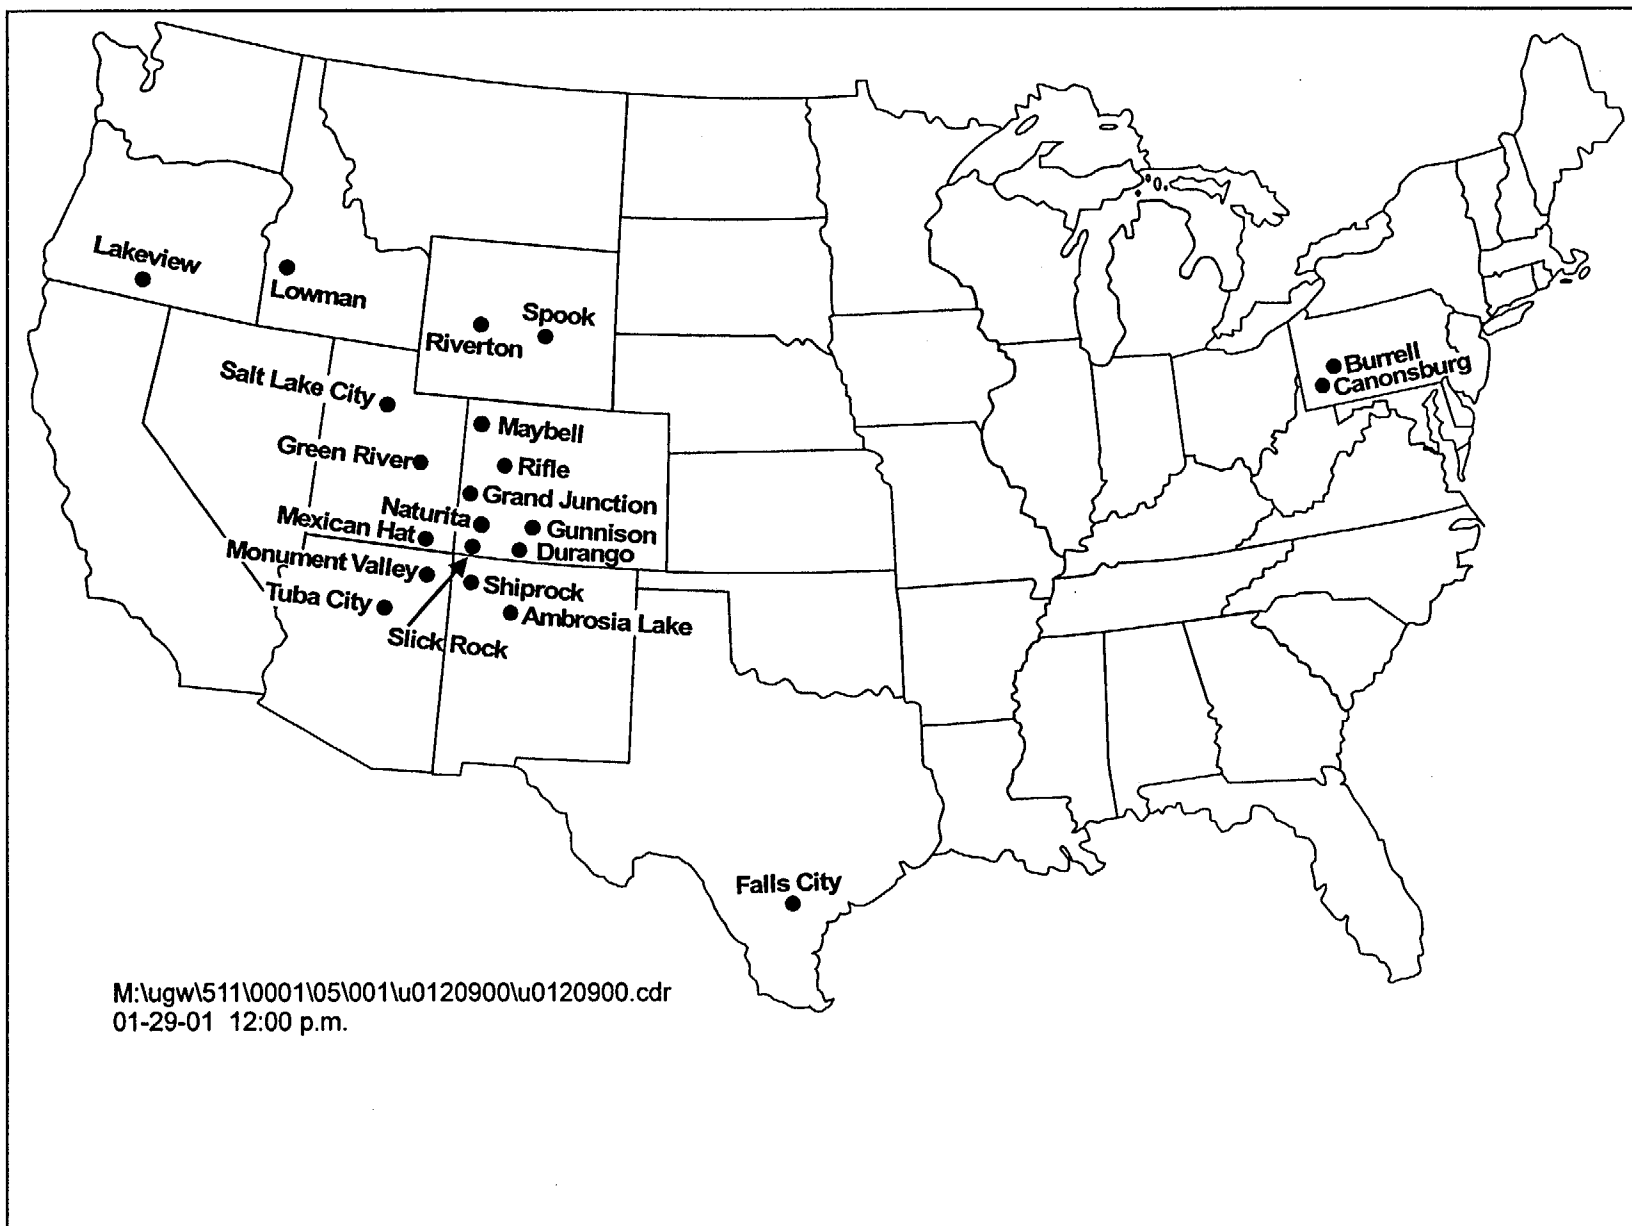 Lakeview
Lowman
Spook
Riverton
Salt Lake City
Burrell
Canonsburg
Maybell
Green River
Rifle
Grand Junction
Naturita
Gunnison
Mexican Hat
Durango
Monument Valley
Shiprock
Tuba City
Ambrosia Lake
Slick Rock
Falls City
M:\ugw\511\0001\05\001\u0120900\u0120900.cdr
01-29-01 12:00 p.m.